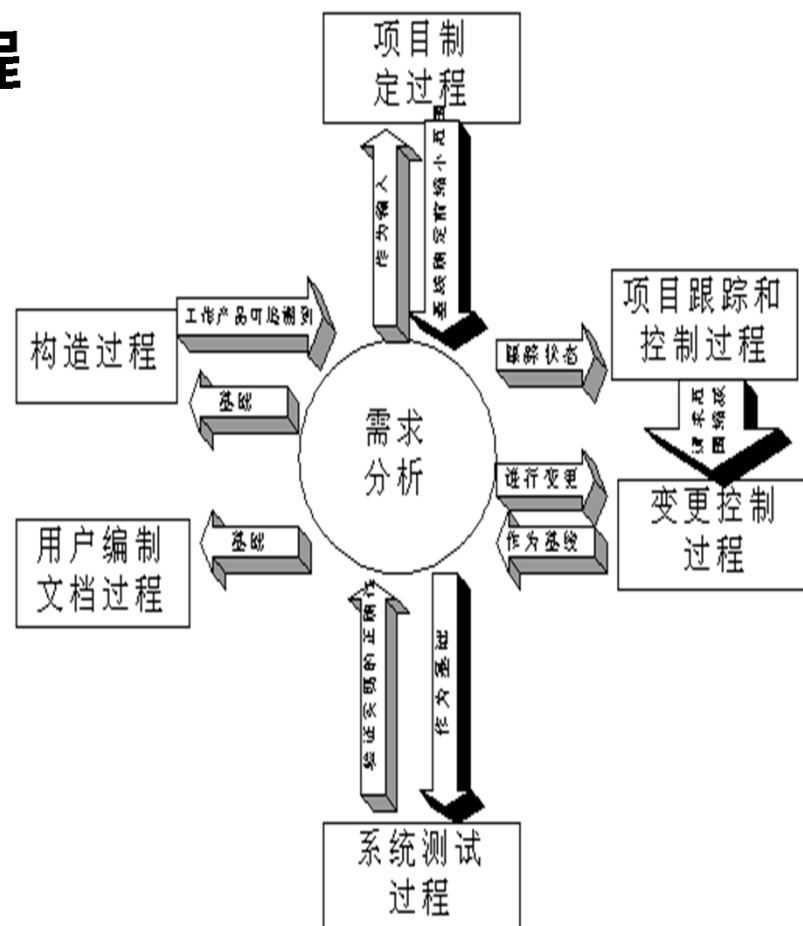 程
项目制
定过程
作为输入
基线确定前缩小范围
工作产品可追溯到
构造过程
基础
需求
分析
跟踪状态
项目跟踪和
控制过程
进行变更
作为基线
变更控制
过程
用户编制
文档过程
基础
验证实现的正确性
作为基础
系统测试
过程